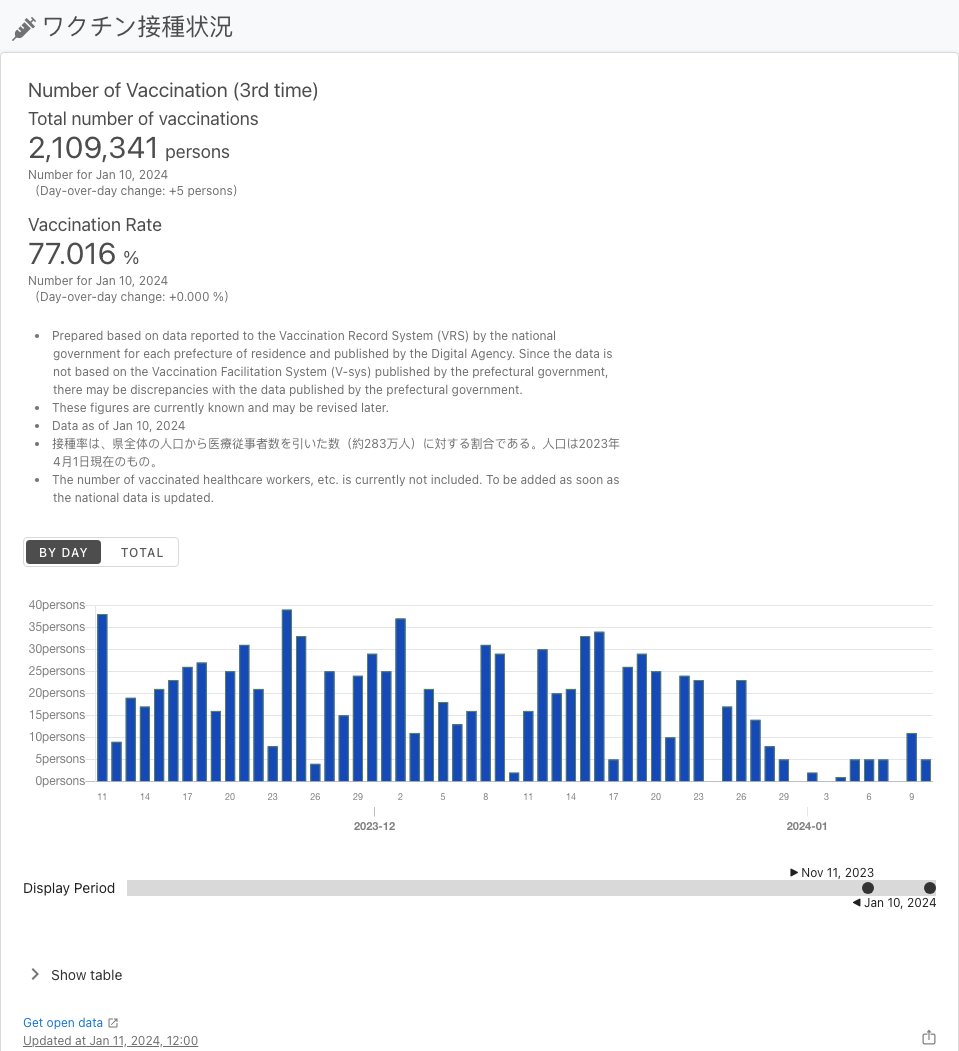 ワクチン接種状況
Number of Vaccination (3rd time)
Total number of vaccinations
2,109,341 persons
Number for Jan 10, 2024
(Day-over-day change: +5 persons)
Vaccination Rate
77.016 %
Number for Jan 10, 2024
(Day-over-day change: +0.000 %)
• Prepared based on data reported to the Vaccination Record System (VRS) by the national
government for each prefecture of residence and published by the Digital Agency. Since the data is
not based on the Vaccination Facilitation System (V-sys) published by the prefectural government,
there may be discrepancies with the data published by the prefectural government.
• These figures are currently known and may be revised later.
• Data as of Jan 10, 2024
• 接種率は、県全体の人口から医療従事者数を引いた数（約283万人）に対する割合である。人口は2023年
4月1日現在のもの。
• The number of vaccinated healthcare workers, etc. is currently not included. To be added as soon as
the national data is updated.
BY DAY TOTAL
40persons
35persons
30persons
25persons
20persons
15persons
10persons
5persons
0persons
11 14 17 20 23 26 29 2 5 8 11 14 17 20 23 26 29 3 6 9
2023-12 2024-01
Nov 11, 2023
Display Period
Jan 10, 2024
Show table
Get open data
Updated at Jan 11, 2024, 12:00